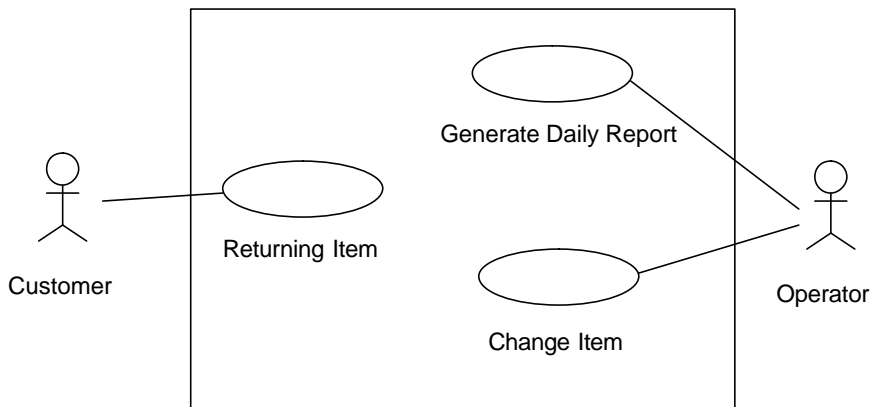 Generate Daily Report
Returning Item
Customer
Operator
Change Item